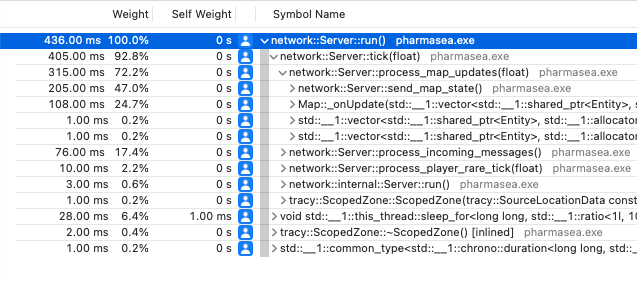 Weight Self Weight Symbol Name
436.00 ms 100.0% 0 s network::Server::run() pharmasea.exe
405.00 ms 92.8% 0 s network::Server::tick(float) pharmasea.exe
315.00 ms 72.2% 0 s network::Server::process_map_updates(float) pharmasea.exe
205.00 ms 47.0% 0 s network::Server::send_map_state() pharmasea.exe
108.00 ms 24.7% 0 s Map::_onUpdate(std::__1::vector<std::__1::shared_ptr<Entity>, s
1.00 ms 0.2% 0 s std::__1::vector<std::__1::shared_ptr<Entity>, std::__1::allocator
1.00 ms 0.2% 0 s std::__1::vector<std::__1::shared_ptr<Entity>, std::__1::allocator
76.00 ms 17.4% 0 s network::Server::process_incoming_messages() pharmasea.exe
10.00 ms 2.2% 0 s network::Server::process_player_rare_tick(float) pharmasea.exe
3.00 ms 0.6% 0 s network::internal::Server::run() pharmasea.exe
1.00 ms 0.2% 0 s tracy::ScopedZone::ScopedZone(tracy::SourceLocationData const
28.00 ms 6.4% 1.00 ms void std::__1::this_thread::sleep_for<long long, std::__1::ratio<1l, 10
2.00 ms 0.4% 0 s tracy::ScopedZone::~ScopedZone() [inlined] pharmasea.exe
1.00 ms 0.2% 0 s std::__1::common_type<std::__1::chrono::duration<long long, std::_